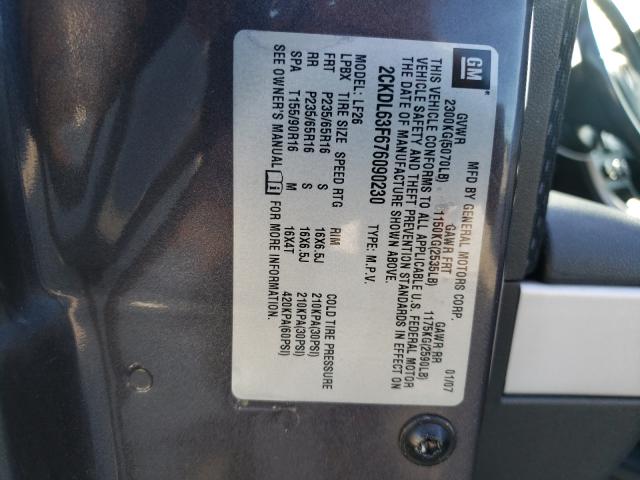 GM
MFD BY GENERAL MOTORS CORP.
01/07
GVWR GAWR FRT GAWR RR
2300KG(5070LB) 1150KG(2535LB) 1175KG(2590LB)
THIS VEHICLE CONFORMS TO ALL APPLICABLE U.S. FEDERAL MOTOR
VEHICLE SAFETY AND THEFT PREVENTION STANDARDS IN EFFECT ON
THE DATE OF MANUFACTURE SHOWN ABOVE.
2CKDL63F676090230 TYPE: M.P.V.
MODEL: LF26
LPBX TIRE SIZE SPEED RTG RIM COLD TIRE PRESSURE
FRT P235/65R16 S 16X6.5J 210KPA(30PSI)
RR P235/65R16 S 16X6.5J 210KPA(30PSI)
SPA T155/90R16 M 16X4T 420KPA(60PSI)
SEE OWNER'S MANUAL FOR MORE INFORMATION.